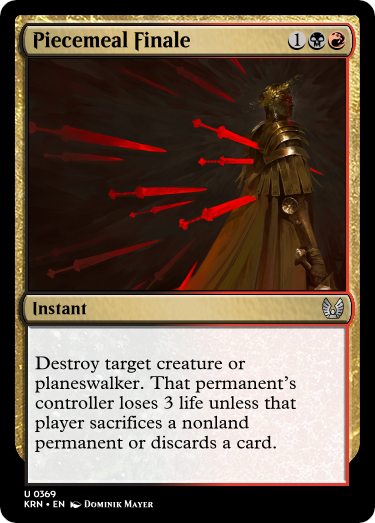 Piecemeal Finale 1
Instant
Destroy target creature or
planeswalker. That permanent's
controller loses 3 life unless that
player sacrifices a nonland
permanent or discards a card.
U 0369
KRN • EN Dominik Mayer